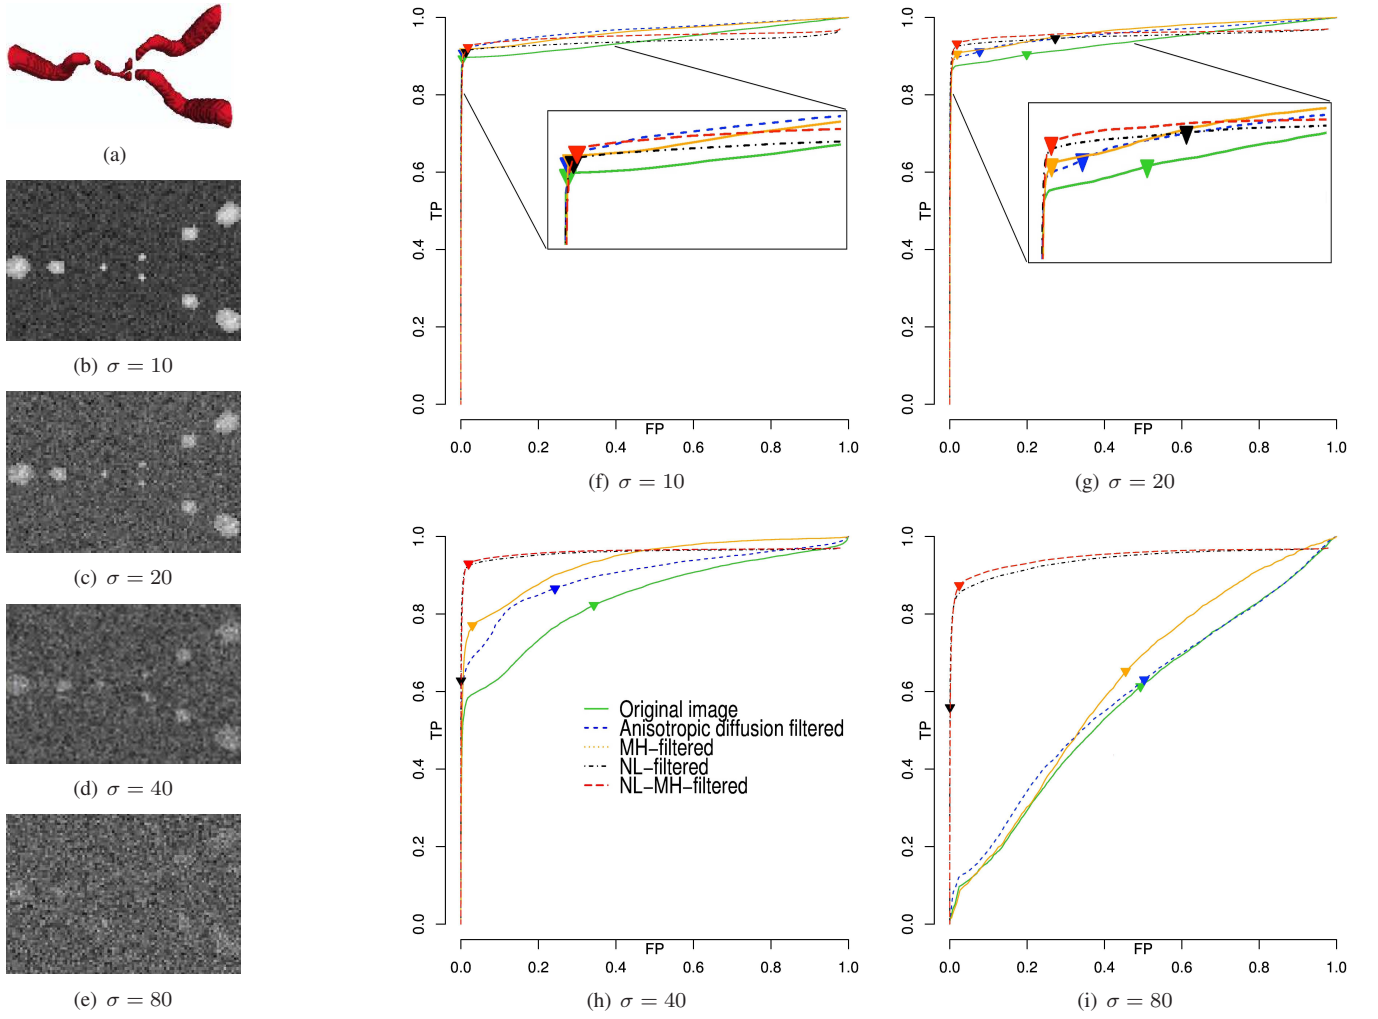 (a)
(b) σ = 10
(c) σ = 20
(d) σ = 40
(e) σ = 80
1.0
0.8
0.6
TP
0.4
0.2
0.0
0.0 0.2 0.4 FP 0.6 0.8 1.0
(f) σ = 10
1.0
0.8
0.6
TP
0.4
0.2
0.0
0.0 0.2 0.4 FP 0.6 0.8 1.0
(g) σ = 20
1.0
0.8
0.6
TP
0.4
0.2
0.0
Original image
Anisotropic diffusion filtered
MH-filtered
NL-filtered
NL-MH-filtered
0.0 0.2 0.4 FP 0.6 0.8 1.0
(h) σ = 40
1.0
0.8
0.6
TP
0.4
0.2
0.0
0.0 0.2 0.4 FP 0.6 0.8 1.0
(i) σ = 80